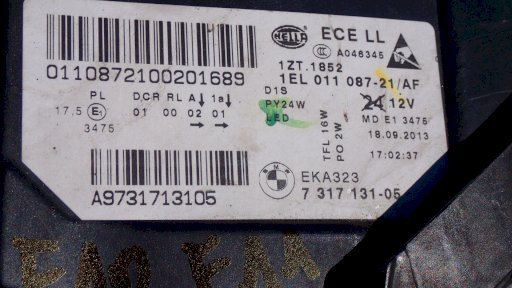 HELLA ECE LL
A046345
1ZT.1852
0110872100201689
1EL 011 087-21/AF
D1S
PL DCR RL A 1a
PY24W
24 12V
17.5 E1 01 00 02 01
LED
MD E1 3475
3475
TFL 16W
PO 2W
18.09.2013
17:02:37
EKA323
A9731713105
7 317 131-05